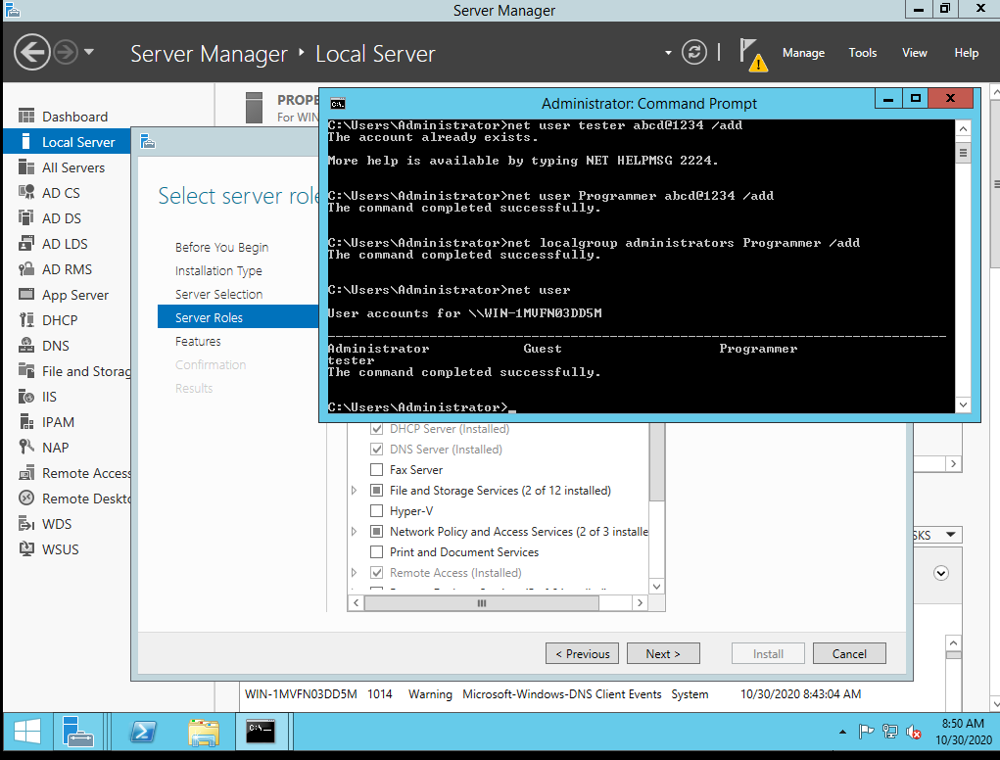 Server Manager
Server Manager ‣ Local Server
Manage Tools View Help
Dashboard
Local Server
All Servers
AD CS
AD DS
AD LDS
AD RMS
App Server
DHCP
DNS
File and Storag
IIS
IPAM
NAP
Remote Access
Remote Deskto
WDS
WSUS
PROPE
For WIN
Administrator: Command Prompt
C:\Users\Administrator>net user tester abcd@1234 /add
The account already exists.
More help is available by typing NET HELPMSG 2224.
C:\Users\Administrator>net user Programmer abcd@1234 /add
The command completed successfully.
C:\Users\Administrator>net localgroup administrators Programmer /add
The command completed successfully.
C:\Users\Administrator>net user
User accounts for \\WIN-1MVFN03DD5M
-------------------------------------------------------------------------------
Administrator Guest Programmer
tester
The command completed successfully.
C:\Users\Administrator>_
Select server role
Before You Begin
Installation Type
Server Selection
Server Roles
Features
Confirmation
Results
DHCP Server (Installed)
DNS Server (Installed)
Fax Server
File and Storage Services (2 of 12 installed)
Hyper-V
Network Policy and Access Services (2 of 3 installe
Print and Document Services
Remote Access (Installed)
< Previous Next > Install Cancel
SKS
WIN-1MVFN03DD5M 1014 Warning Microsoft-Windows-DNS Client Events System 10/30/2020 8:43:04 AM
8:50 AM
10/30/2020